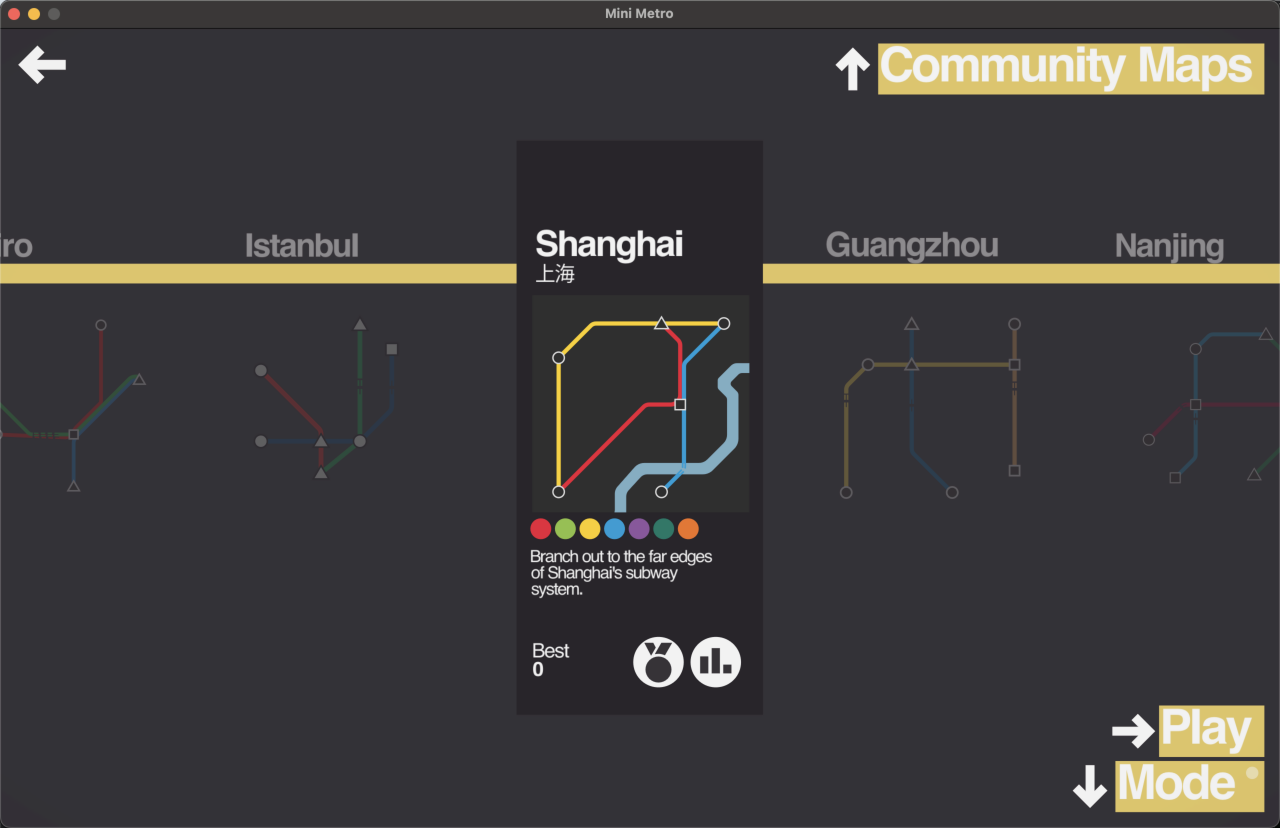 Mini Metro
Community Maps
iro
Istanbul
Shanghai
上海
Guangzhou
Nanjing
Branch out to the far edges
of Shanghai's subway
system.
Best
0
Play
Mode